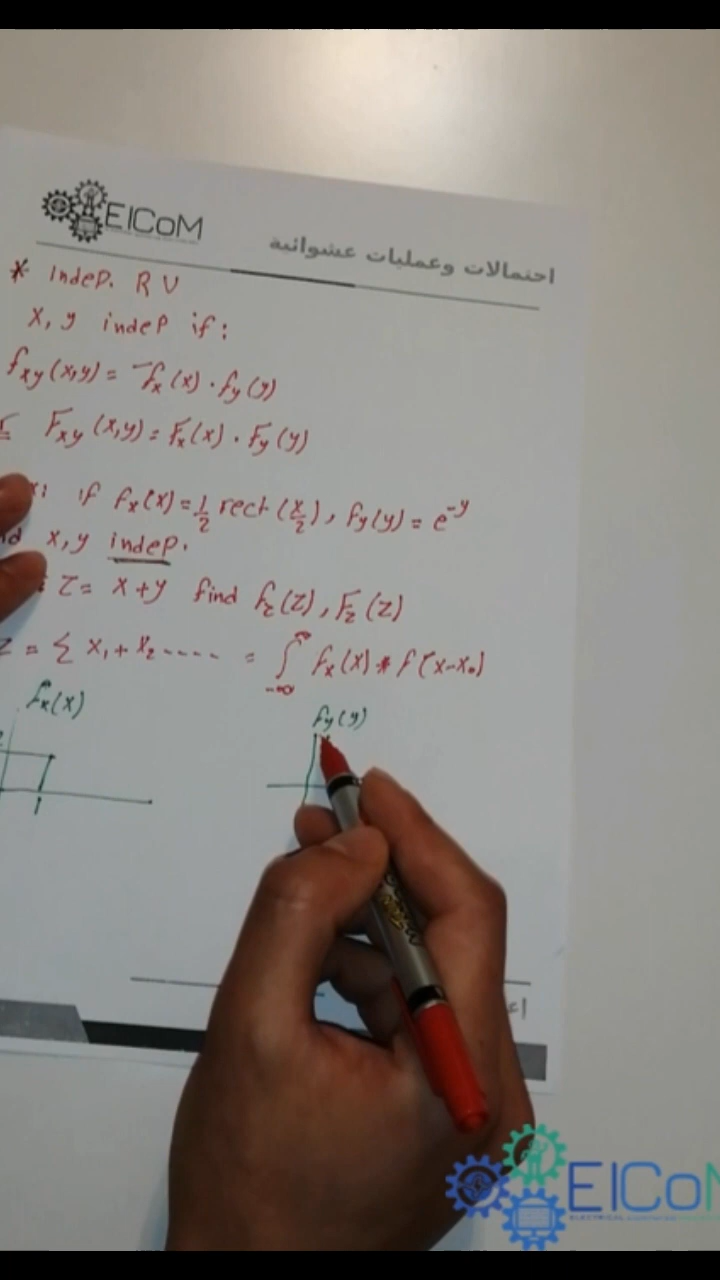 EICoM
احتمالات وعمليات عشوائية
* Indep. R V
X, y indep if:
fxy(x,y) = fx(x) · fy(y)
Fxy(x,y) = Fx(x) · Fy(y)
if fx(x) = 1/2 rect(x/2), fy(y) = e^-y
x,y indep.
Z = X+y find fz(Z), Fz(Z)
Z = Σ X1 + X2 ..... = ∫_-∞^∞ fx(x) * f(x-x0)
fx(x)
fy(y)
1
EICoM